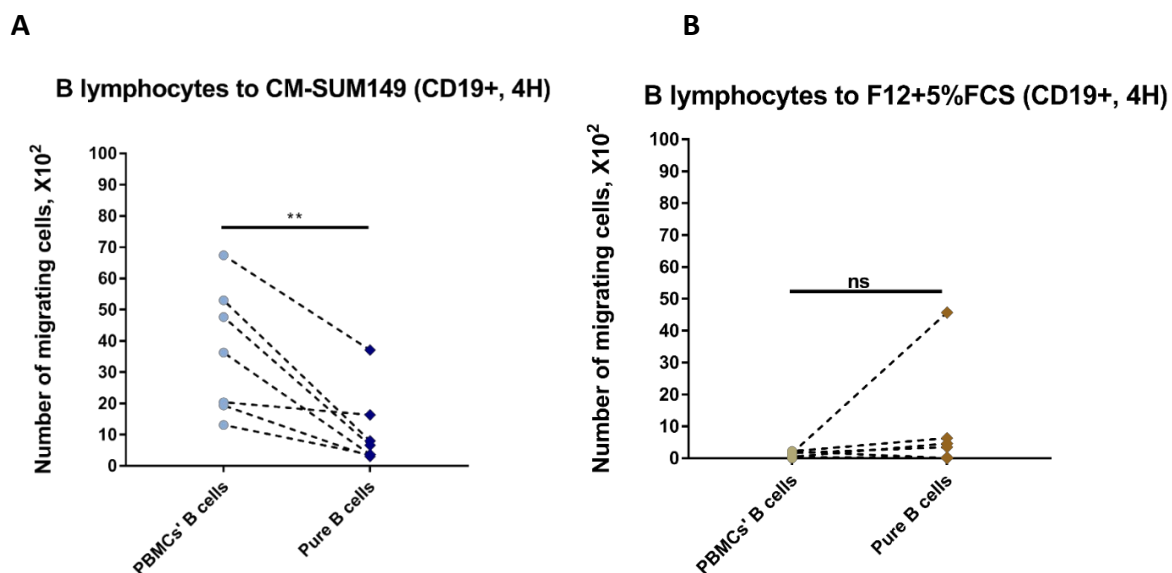 A
B lymphocytes to CM-SUM149 (CD19+, 4H)
Number of migrating cells, X10²
100
90
80
70
60
50
40
30
20
10
0
**
PBMCs' B cells
Pure B cells
B
B lymphocytes to F12+5%FCS (CD19+, 4H)
Number of migrating cells, X10²
100
90
80
70
60
50
40
30
20
10
0
ns
PBMCs' B cells
Pure B cells